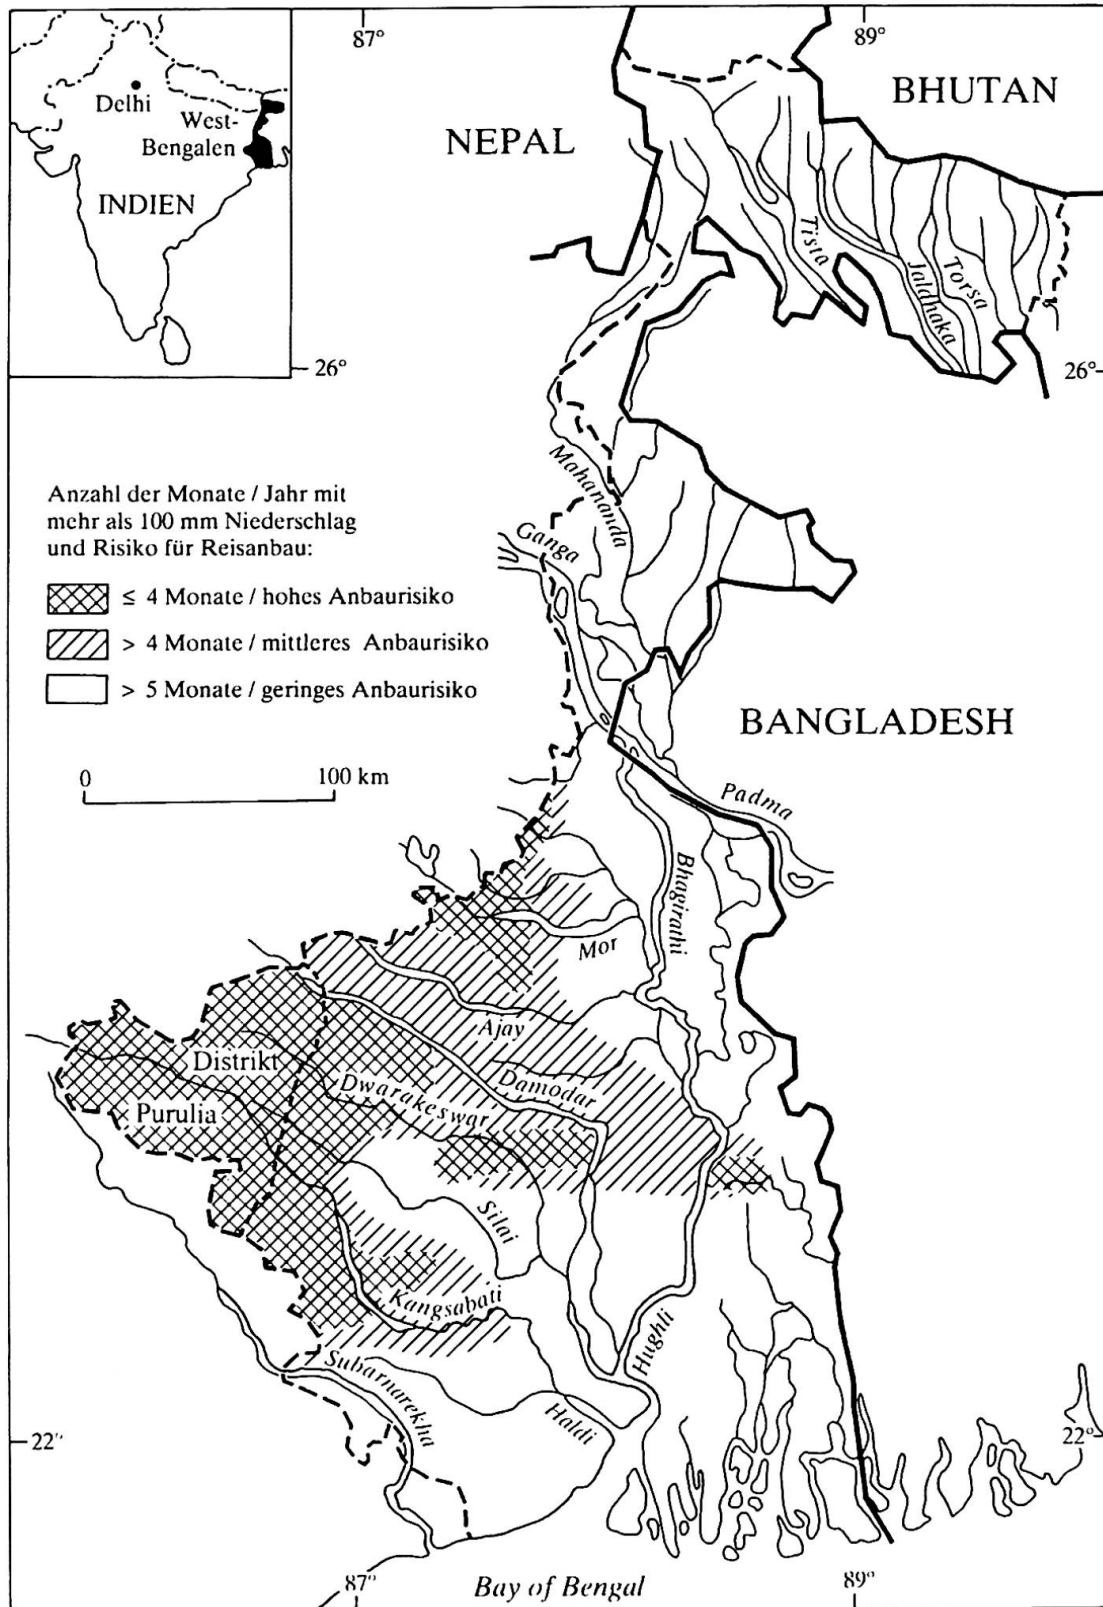 87°
89°
BHUTAN
NEPAL
Delhi
West-
Bengalen
INDIEN
Tista
Jaldhaka
Torsa
26°
26°
Mahananda
Anzahl der Monate / Jahr mit
mehr als 100 mm Niederschlag
und Risiko für Reisanbau:
Ganga
≤ 4 Monate / hohes Anbaurisiko
> 4 Monate / mittleres Anbaurisiko
> 5 Monate / geringes Anbaurisiko
BANGLADESH
0 100 km
Padma
Bhagirathi
Mor
Ajay
Distrikt
Purulia
Damodar
Dwarakeswar
Silai
Kangsabati
Hughli
Subarnarekha
Haldi
22°
22°
87°
89°
Bay of Bengal